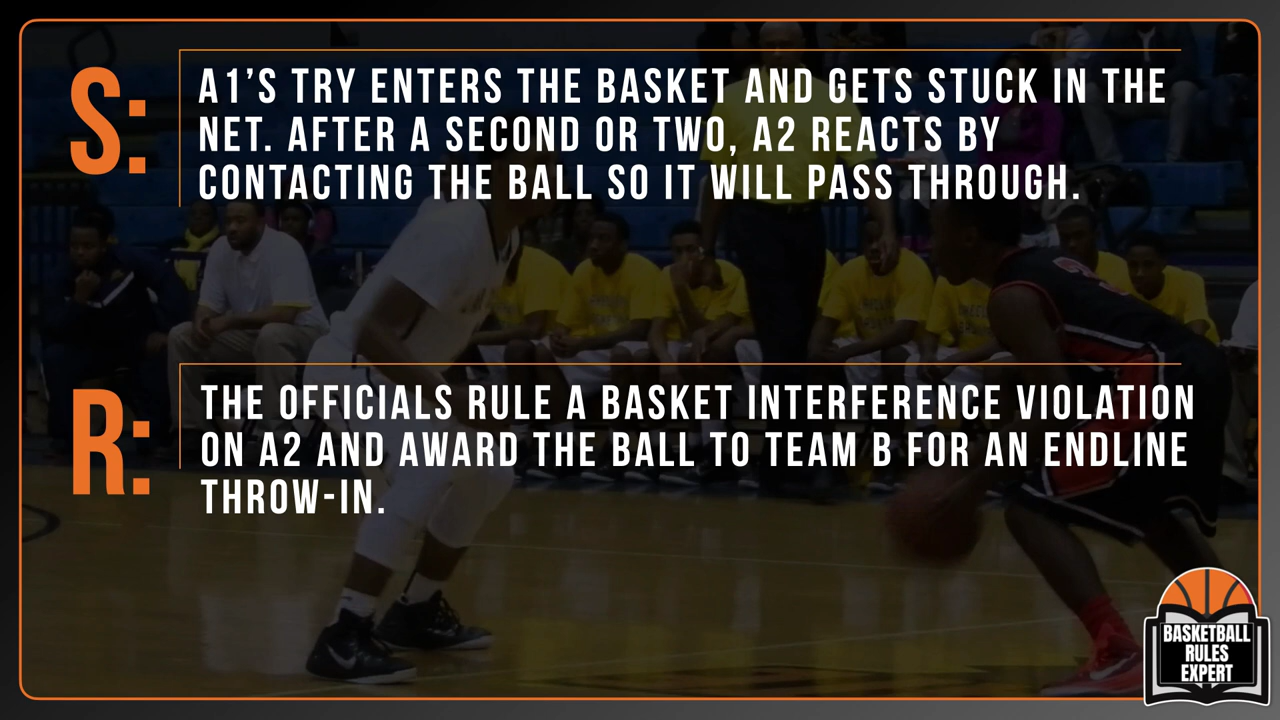 S:
A1'S TRY ENTERS THE BASKET AND GETS STUCK IN THE
NET. AFTER A SECOND OR TWO, A2 REACTS BY
CONTACTING THE BALL SO IT WILL PASS THROUGH.
R:
THE OFFICIALS RULE A BASKET INTERFERENCE VIOLATION
ON A2 AND AWARD THE BALL TO TEAM B FOR AN ENDLINE
THROW-IN.
BASKETBALL
RULES
EXPERT